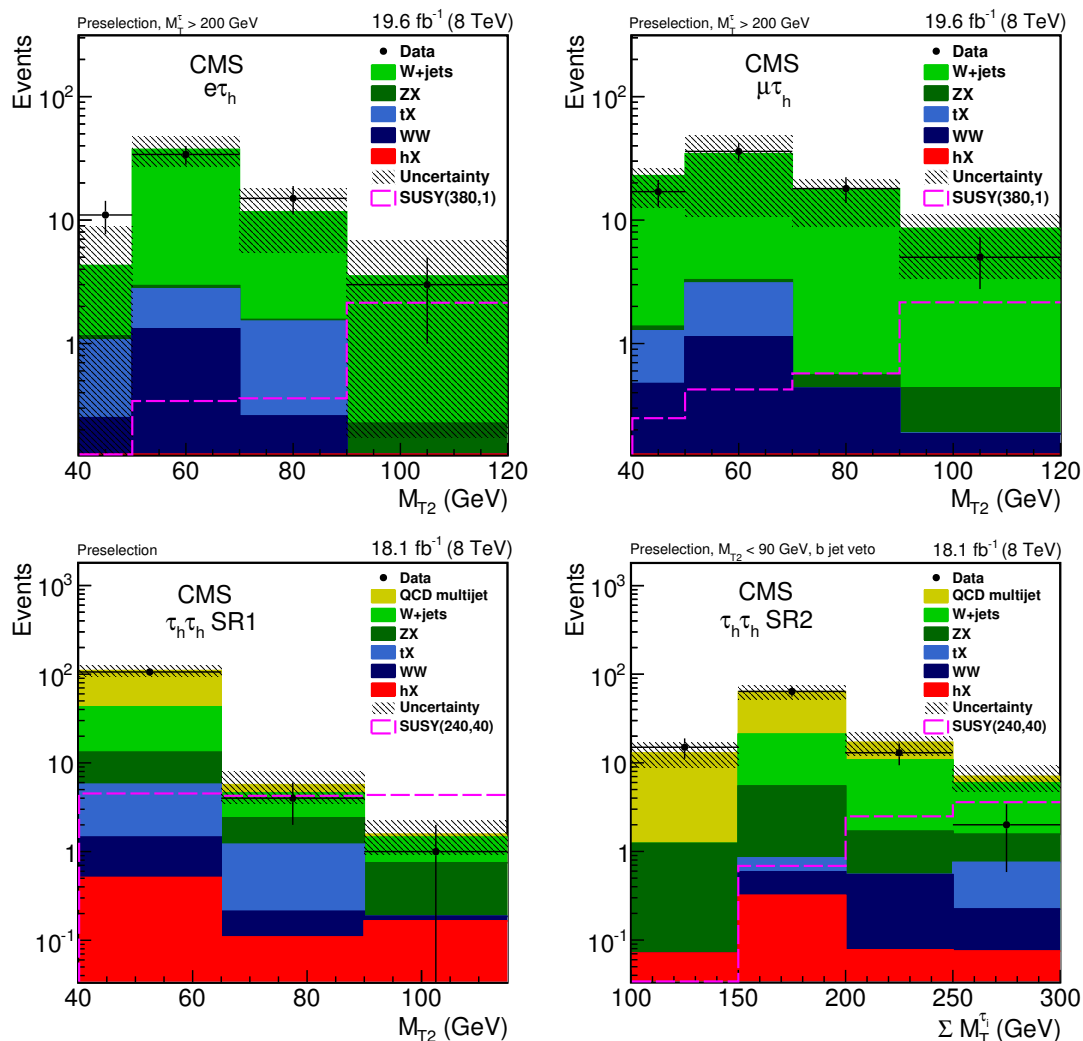 Preselection, M_T^τ > 200 GeV 19.6 fb⁻¹ (8 TeV)
Events
CMS
eτ_h
Data
W+jets
ZX
tX
WW
hX
Uncertainty
SUSY(380,1)
10²
10
1
40 60 80 100 120
M_T2 (GeV)
Preselection, M_T^τ > 200 GeV 19.6 fb⁻¹ (8 TeV)
Events
CMS
μτ_h
Data
W+jets
ZX
tX
WW
hX
Uncertainty
SUSY(380,1)
10²
10
1
40 60 80 100 120
M_T2 (GeV)
Preselection 18.1 fb⁻¹ (8 TeV)
Events
CMS
τ_hτ_h SR1
Data
QCD multijet
W+jets
ZX
tX
WW
hX
Uncertainty
SUSY(240,40)
10³
10²
10
1
10⁻¹
40 60 80 100
M_T2 (GeV)
Preselection, M_T2 < 90 GeV, b jet veto 18.1 fb⁻¹ (8 TeV)
Events
CMS
τ_hτ_h SR2
Data
QCD multijet
W+jets
ZX
tX
WW
hX
Uncertainty
SUSY(240,40)
10³
10²
10
1
10⁻¹
100 150 200 250 300
Σ M_T^τ_i (GeV)